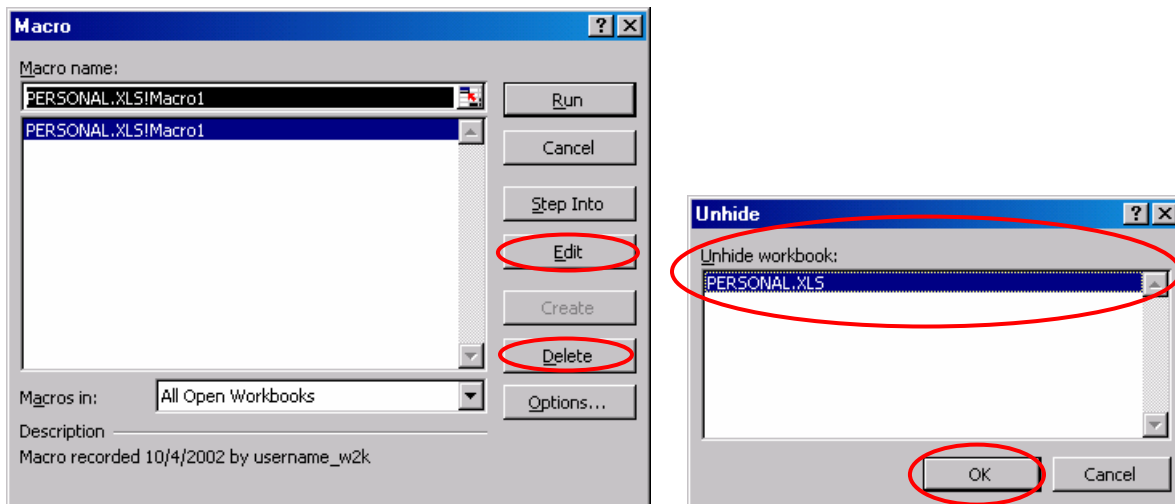 Macro
Macro name:
PERSONAL.XLS!Macro1
Run
PERSONAL.XLS!Macro1
Cancel
Step Into
Edit
Create
Delete
Macros in: All Open Workbooks
Options...
Description
Macro recorded 10/4/2002 by username_w2k
Unhide
Unhide workbook:
PERSONAL.XLS
OK Cancel